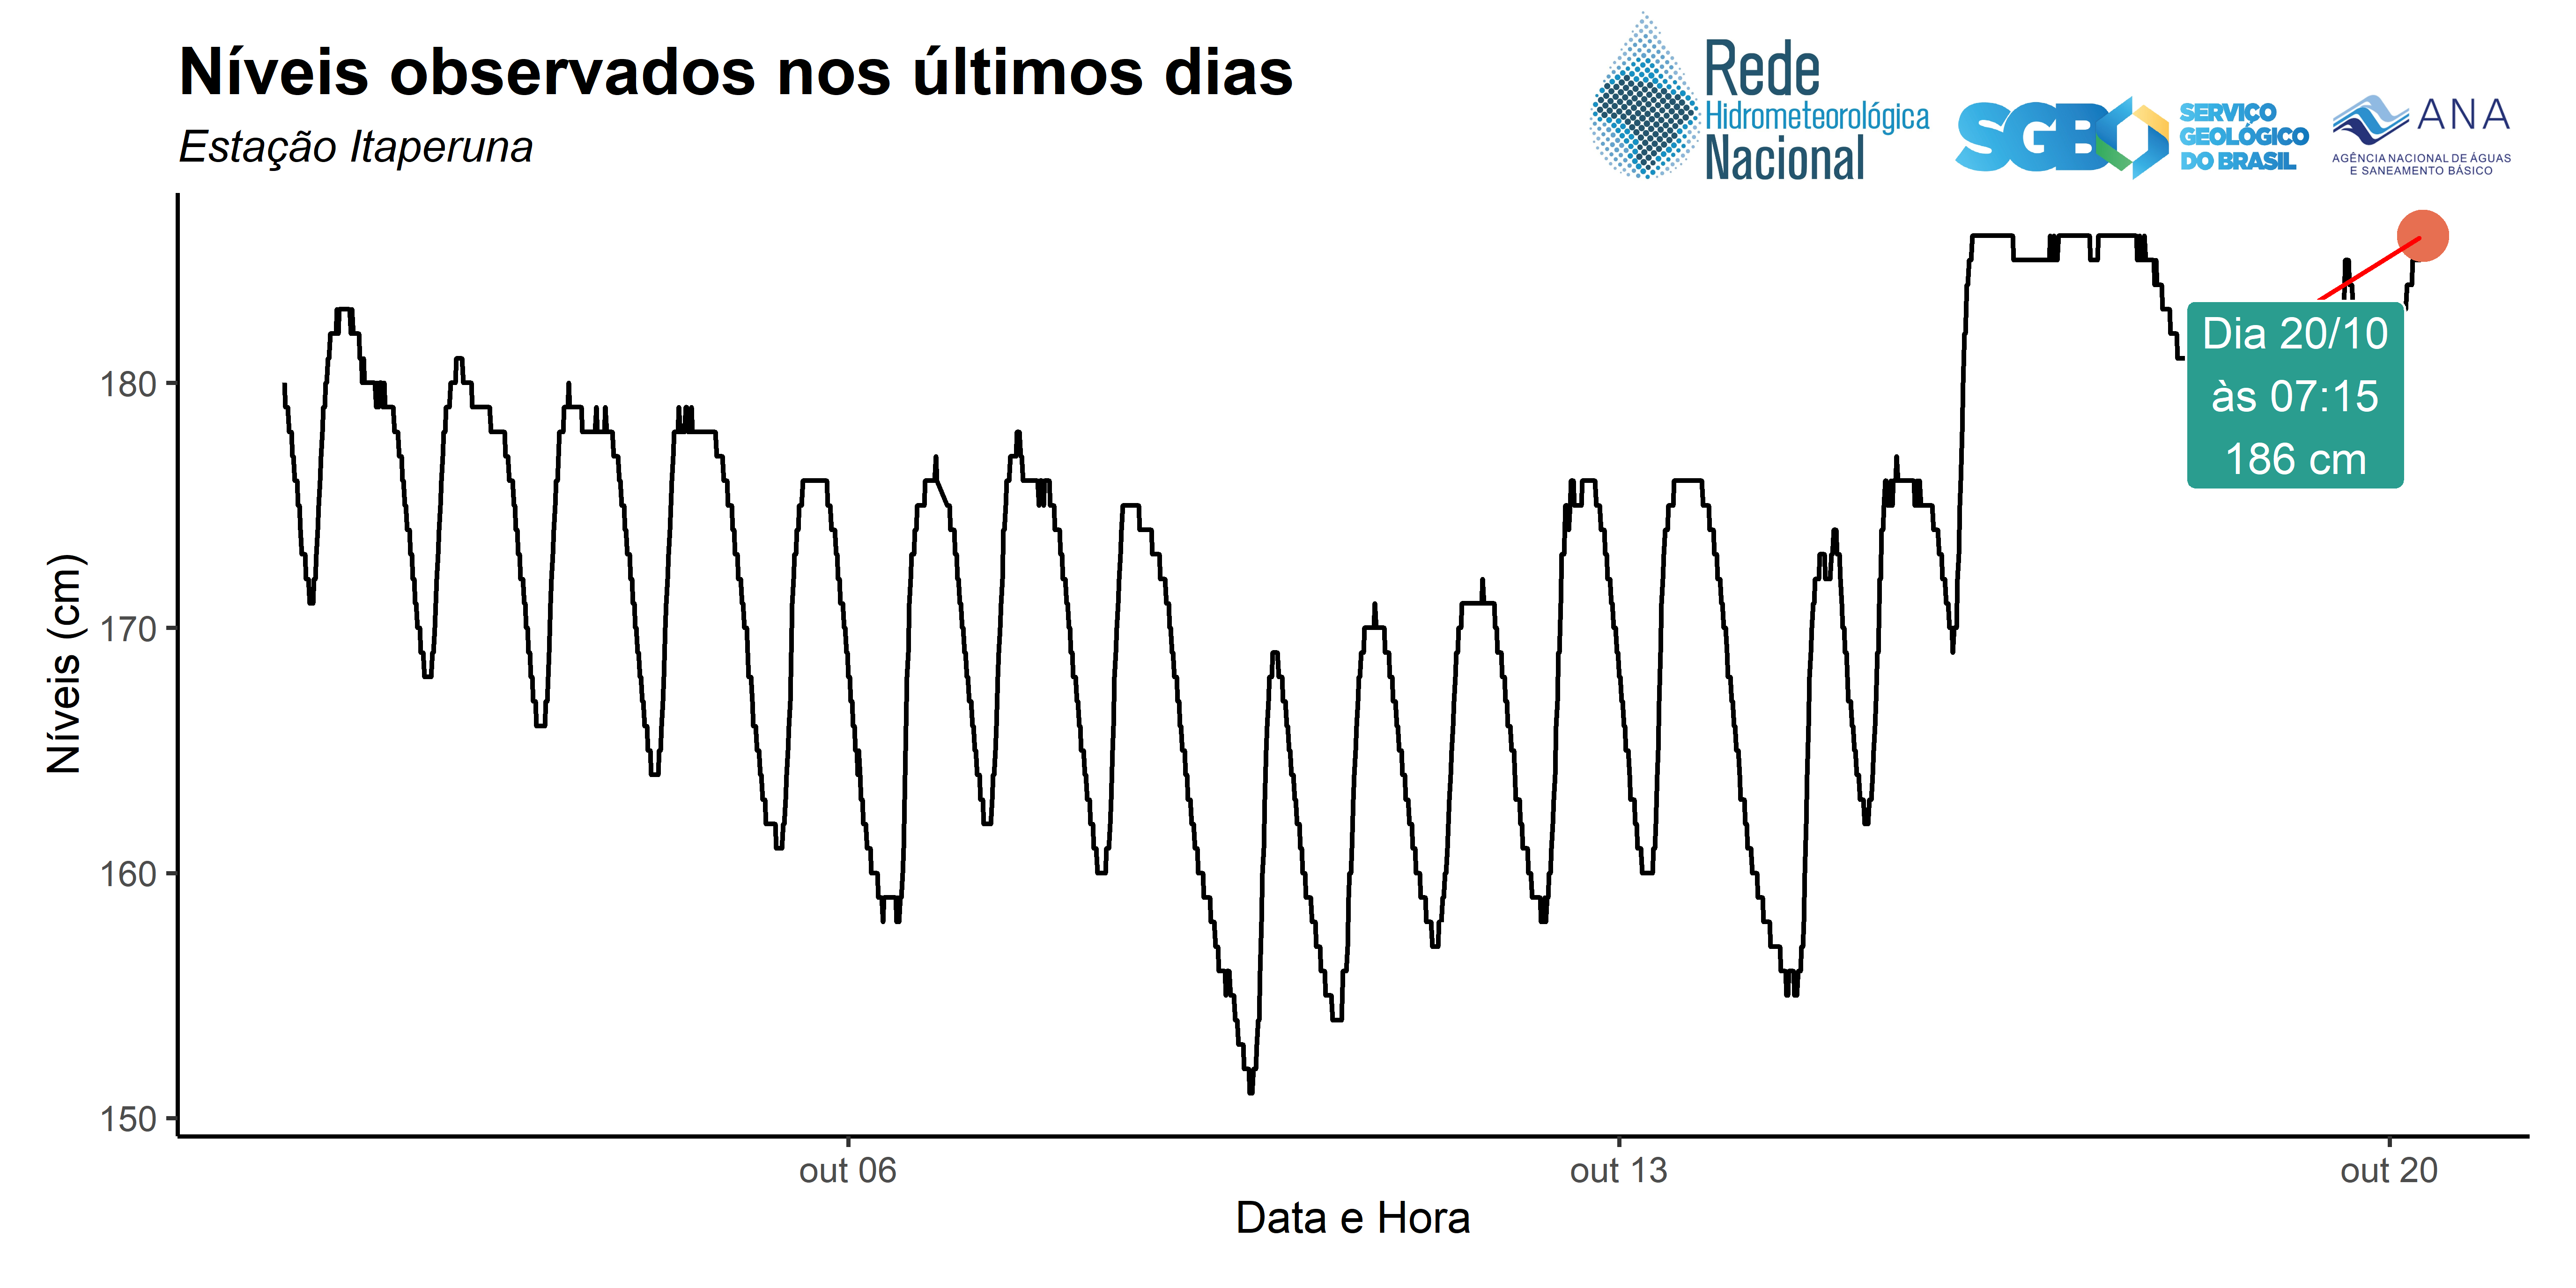 Níveis observados nos últimos dias
Estação Itaperuna
Rede
Hidrometeorológica
Nacional
SGB
SERVIÇO
GEOLÓGICO
DO BRASIL
ANA
AGÊNCIA NACIONAL DE ÁGUAS
E SANEAMENTO BÁSICO
Níveis (cm)
180
170
160
150
Dia 20/10
às 07:15
186 cm
out 06
out 13
out 20
Data e Hora